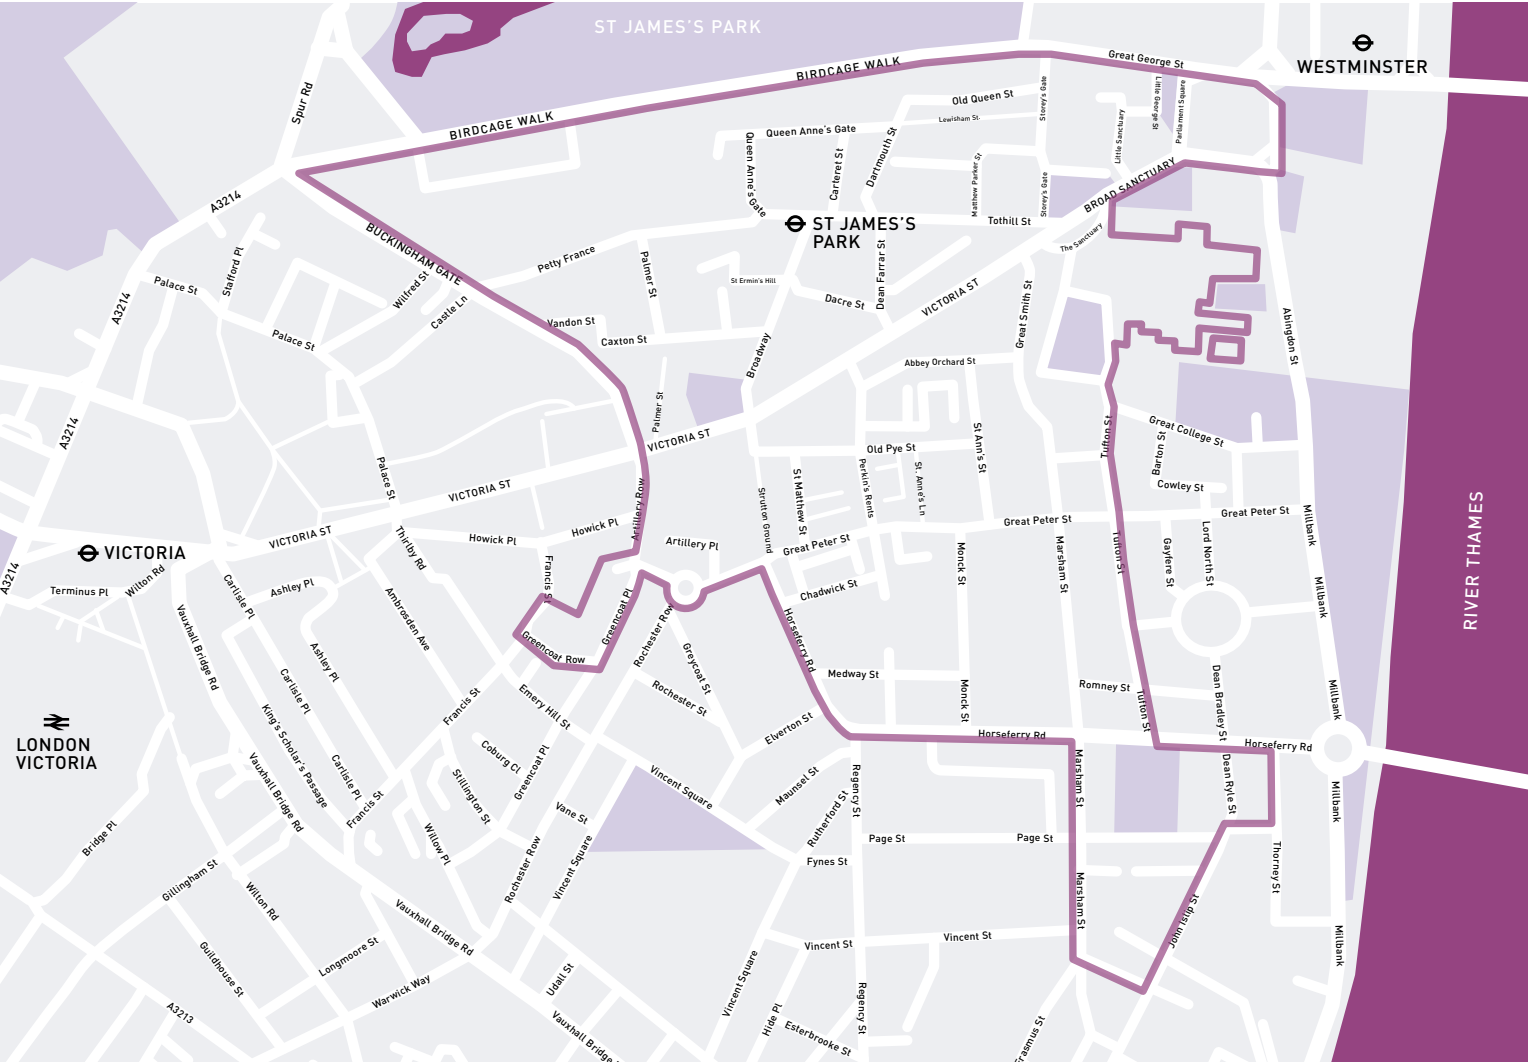 ST JAMES'S PARK
WESTMINSTER
Great George St
BIRDCAGE WALK
BIRDCAGE WALK
Spur Rd
Old Queen St
Storey's Gate
Little George St
Parliament Square
Lewisham St.
Queen Anne's Gate
Queen Anne's Gate
Carteret St
Dartmouth St
Matthew Parker St
Storey's Gate
Little Sanctuary
BROAD SANCTUARY
A3214
ST JAMES'S
PARK
Tothill St
The Sanctuary
BUCKINGHAM GATE
Petty France
Palmer St
St Ermin's Hill
Dean Farrar St
Dacre St
VICTORIA ST
Great Smith St
Stafford Pl
Palace St
Wilfred St
Castle Ln
A3214
Vandon St
Caxton St
Broadway
Abingdon St
Palace St
Abbey Orchard St
Palmer St
A3214
VICTORIA ST
Old Pye St
St Ann's St
Tufton St
Great College St
Barton St
Cowley St
Palace St
VICTORIA ST
Artillery Row
Strutton Ground
St Matthew St
Perkin's Rents
St. Anne's Ln
Great Peter St
Great Peter St
Millbank
RIVER THAMES
VICTORIA ST
Thirlby Rd
Howick Pl
Howick Pl
Artillery Pl
Great Peter St
Monck St
Marsham St
Tufton St
Gayfere St
Lord North St
VICTORIA
A3214
Terminus Pl
Wilton Rd
Carlisle Pl
Ashley Pl
Francis St
Chadwick St
Millbank
Vauxhall Bridge Rd
Ambrosden Ave
Greencoat Pl
Greencoat Row
Rochester Row
Horseferry Rd
Ashley Pl
Greycoat St
Medway St
Monck St
Romney St
Tufton St
Dean Bradley St
Millbank
Carlisle Pl
Rochester St
Emery Hill St
Francis St
Elverton St
Horseferry Rd
Horseferry Rd
LONDON
VICTORIA
King's Scholar's Passage
Vauxhall Bridge Rd
Carlisle Pl
Coburg Cl
Greencoat Pl
Vincent Square
Maunsel St
Regency St
Marsham St
Dean Ryle St
Millbank
Francis St
Stillington St
Vane St
Rutherford St
Page St
Page St
Bridge Pl
Willow Pl
Rochester Row
Vincent Square
Fynes St
Thorney St
Gillingham St
Wilton Rd
Vauxhall Bridge Rd
Marsham St
John Islip St
Guildhouse St
Longmoore St
Vincent St
Vincent St
Millbank
Warwick Way
Udall St
Vincent Square
Regency St
A3213
Vauxhall Bridge
Hide Pl
Esterbrooke St
Erasmus St